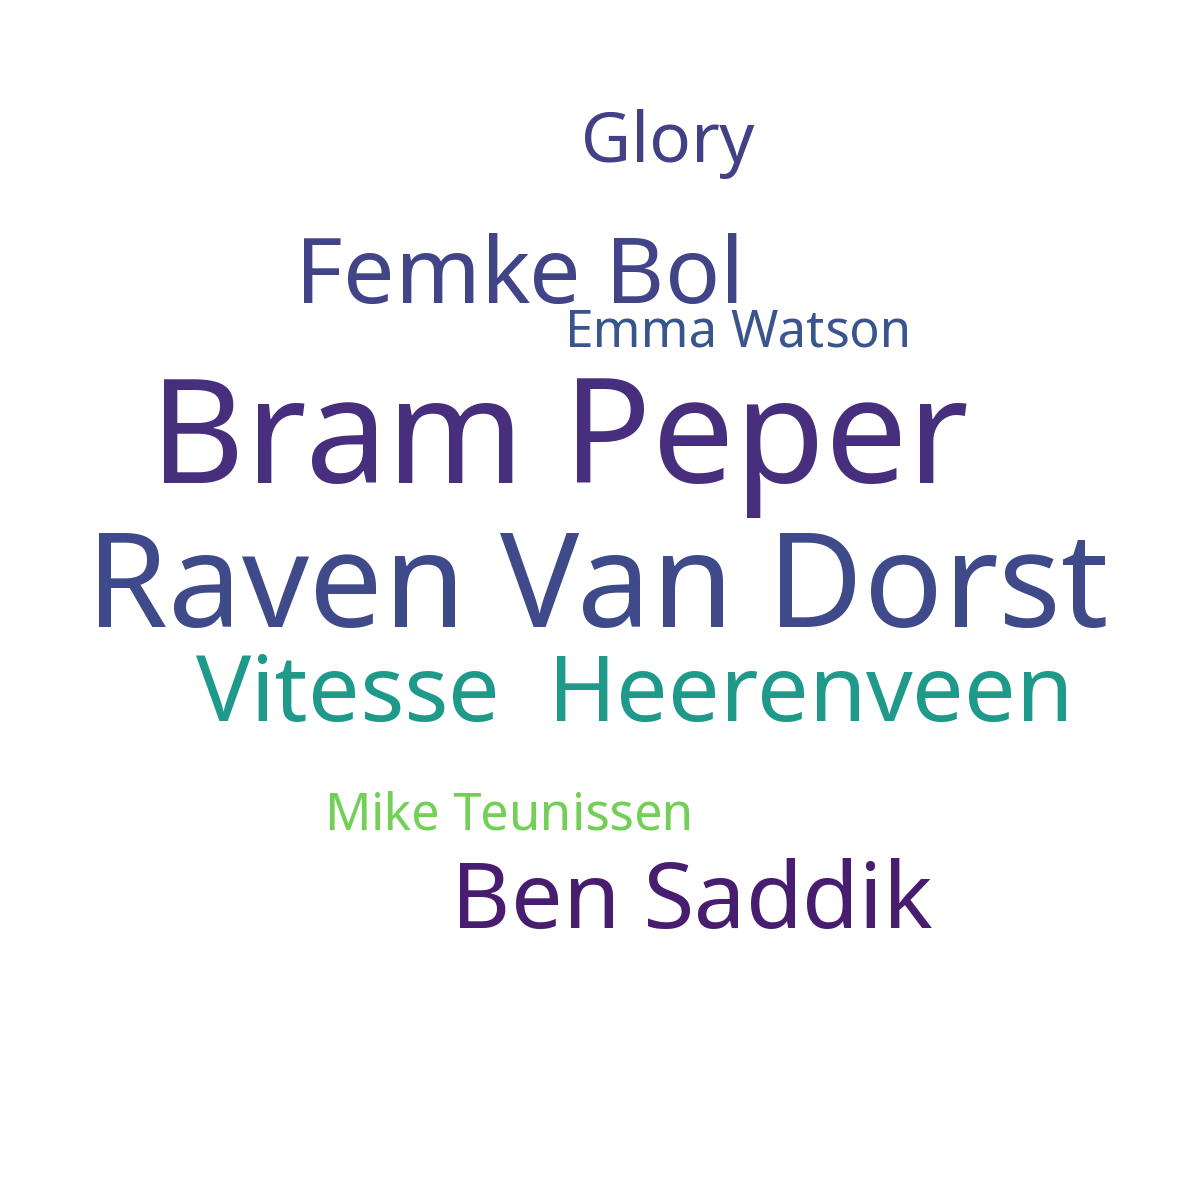 Glory
Femke Bol
Emma Watson
Bram Peper
Raven Van Dorst
Vitesse Heerenveen
Mike Teunissen
Ben Saddik